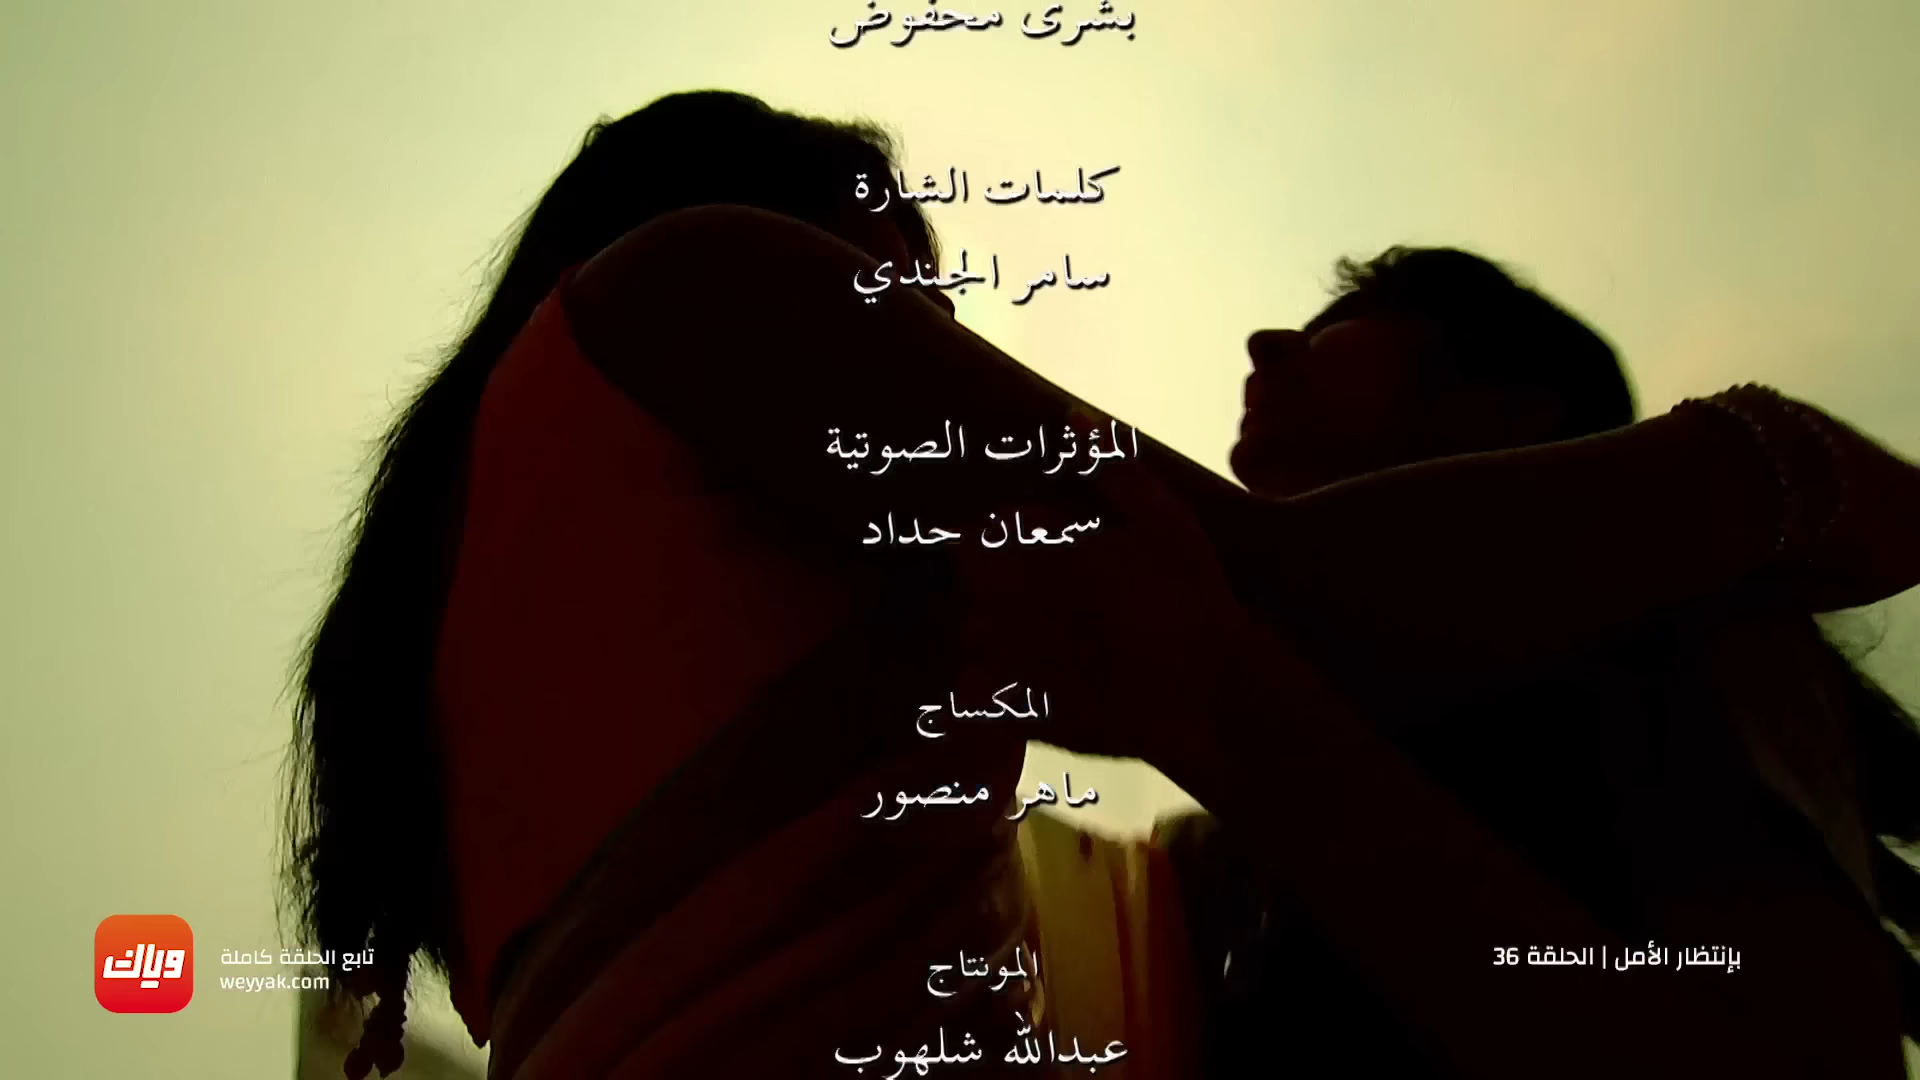 بشرى محفوض
كلمات الشارة
سامر الجندي
المؤثرات الصوتية
سمعان حداد
المكساج
ماهر منصور
المونتاج
عبدالله شلهوب
وياك
تابع الحلقة كاملة
weyyak.com
بإنتظار الأمل | الحلقة 36